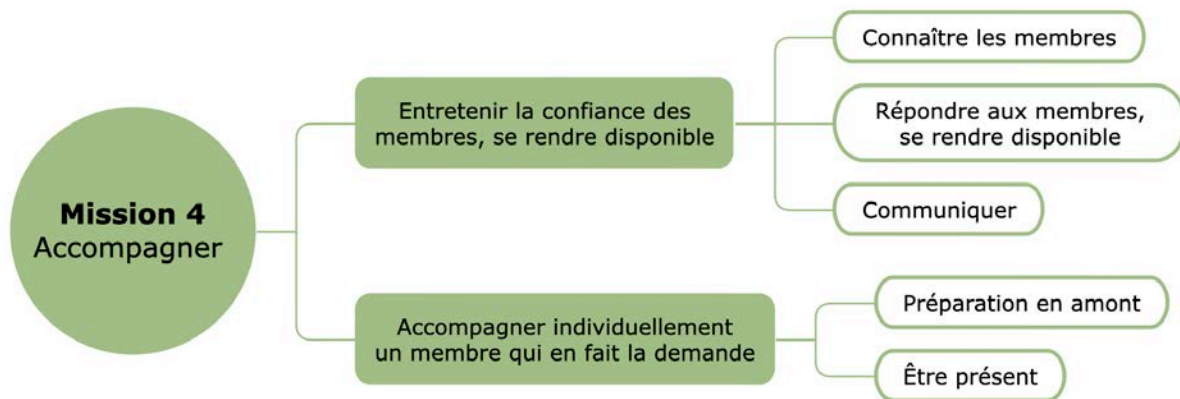 Mission 4
Accompagner
Entretenir la confiance des
membres, se rendre disponible
Connaître les membres
Répondre aux membres,
se rendre disponible
Communiquer
Accompagner individuellement
un membre qui en fait la demande
Préparation en amont
Être présent